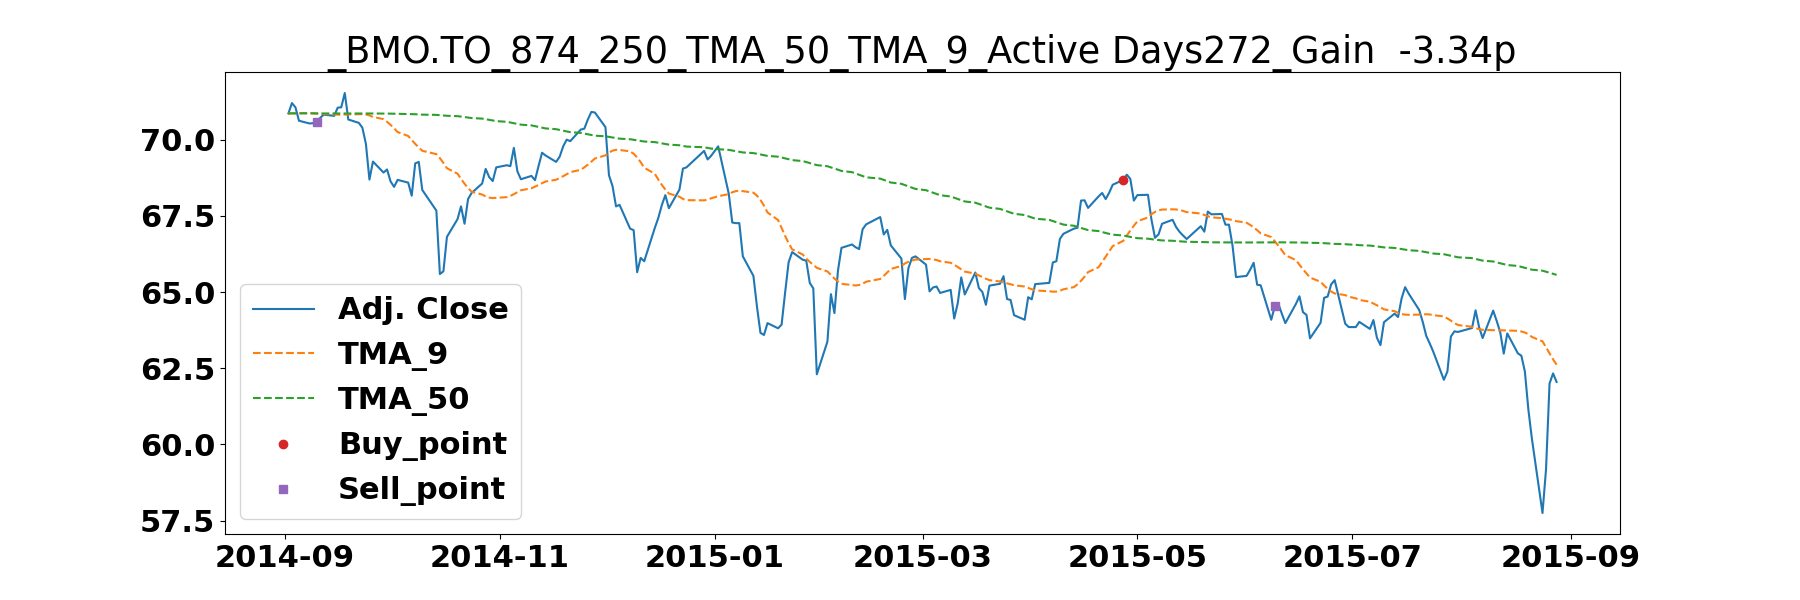 _BMO.TO_874_250_TMA_50_TMA_9_Active Days272_Gain  -3.34p
70.0
67.5
65.0
62.5
60.0
57.5
Adj. Close
TMA_9
TMA_50
Buy_point
Sell_point
2014-09 2014-11 2015-01 2015-03 2015-05 2015-07 2015-09